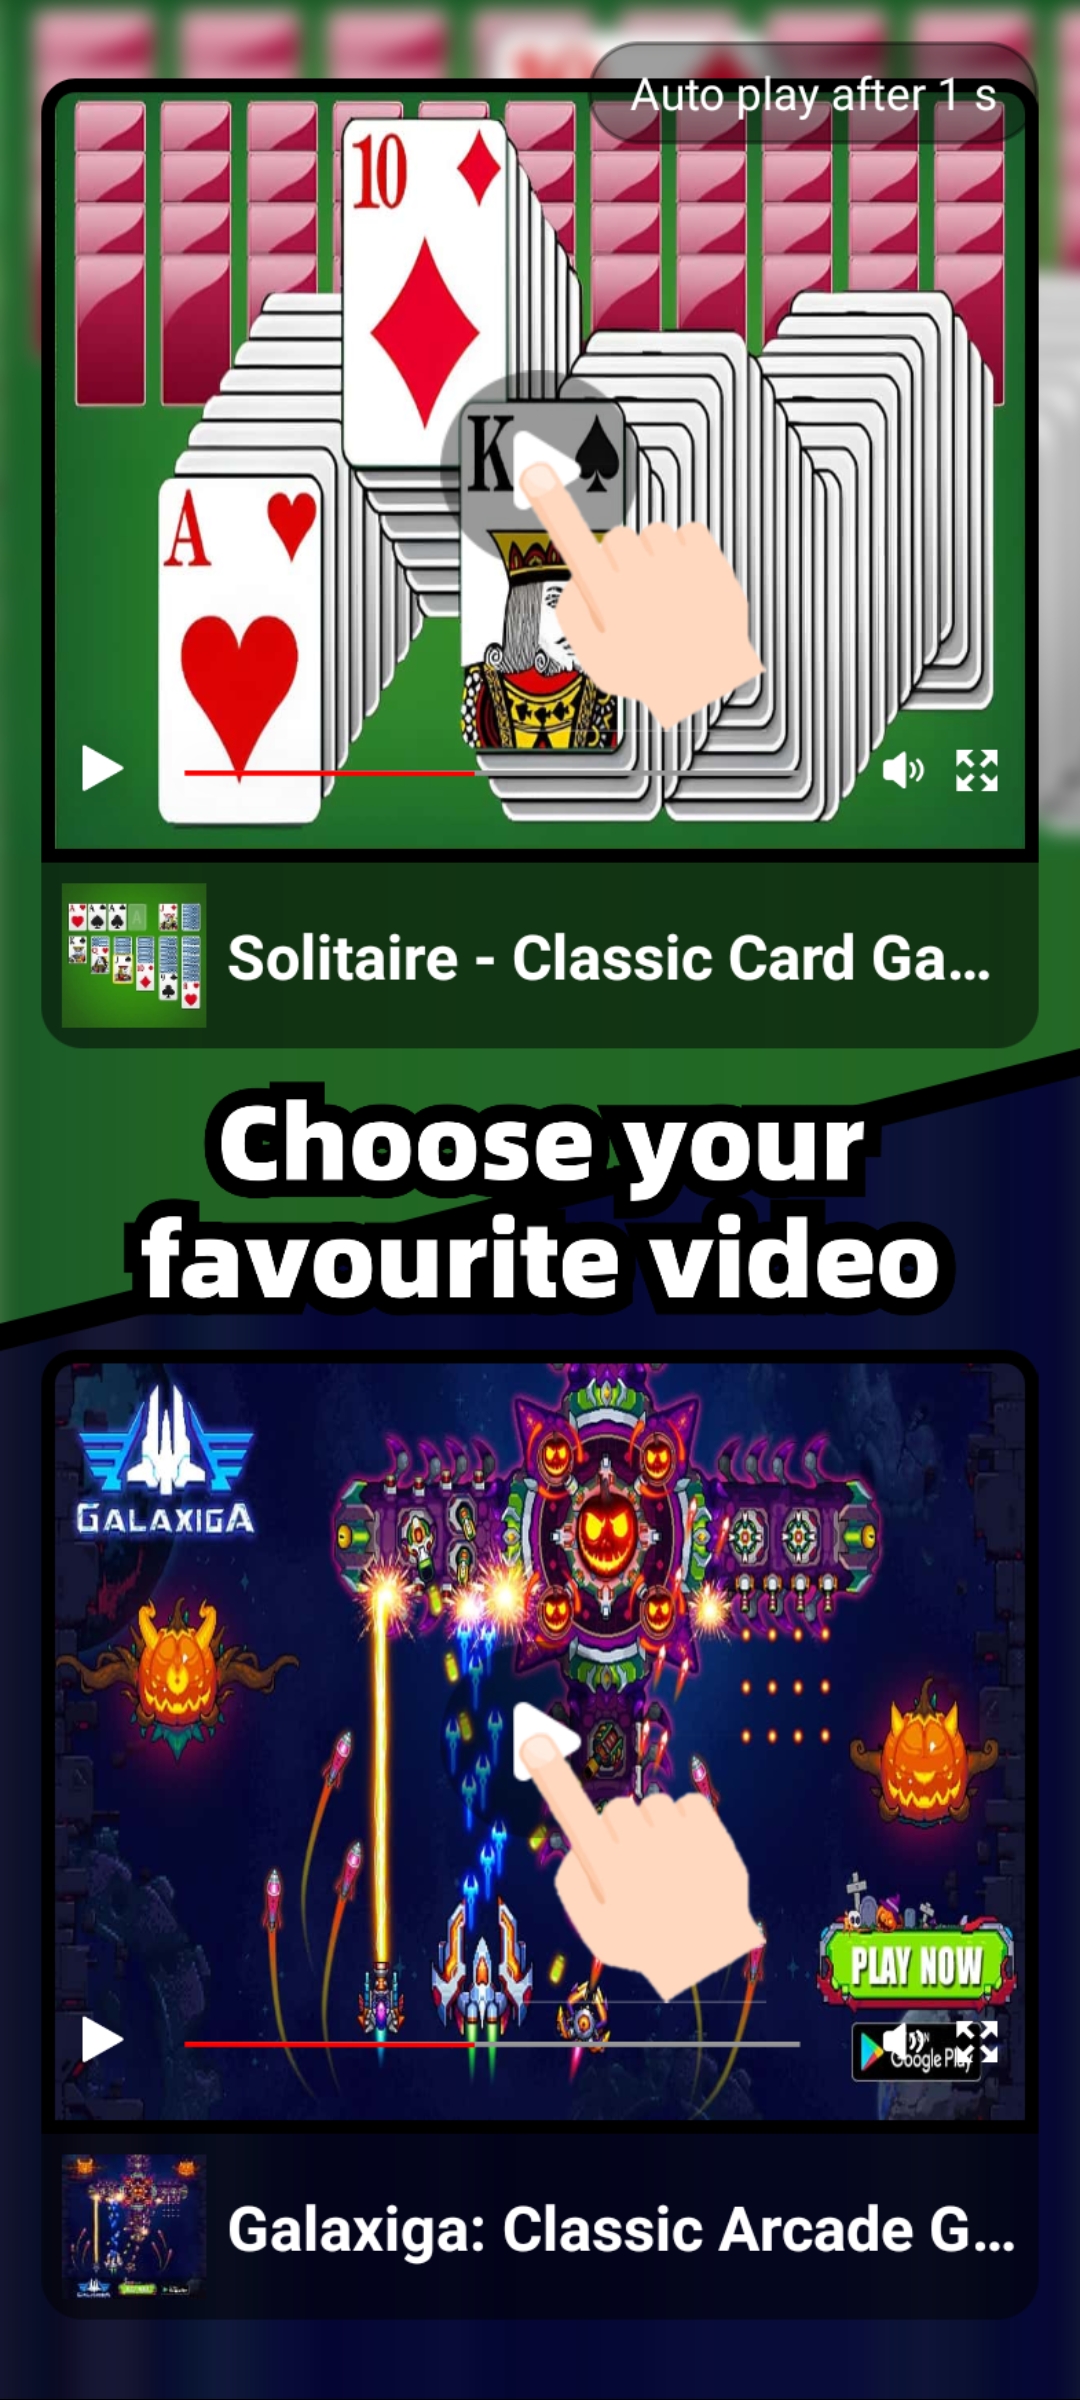 Auto play after 1 s
10
K
A
Solitaire - Classic Card Ga...
Choose your
favourite video
GALAXIGA
PLAY NOW
Google Play
Galaxiga: Classic Arcade G...